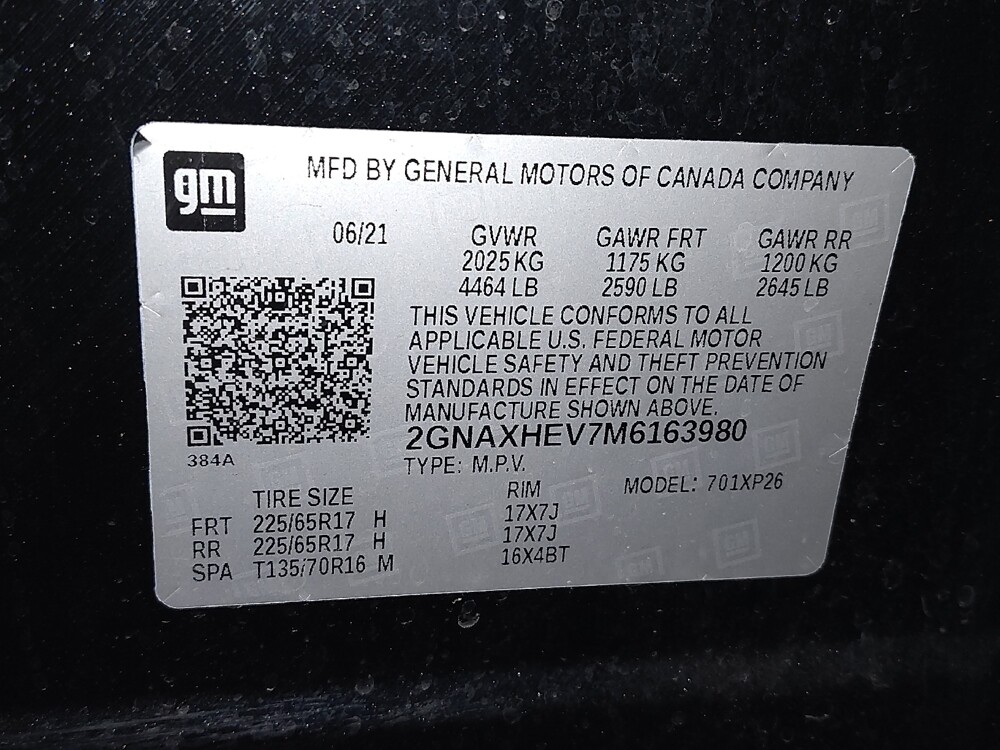 gm
MFD BY GENERAL MOTORS OF CANADA COMPANY
06/21 GVWR GAWR FRT GAWR RR
2025 KG 1175 KG 1200 KG
4464 LB 2590 LB 2645 LB
THIS VEHICLE CONFORMS TO ALL
APPLICABLE U.S. FEDERAL MOTOR
VEHICLE SAFETY AND THEFT PREVENTION
STANDARDS IN EFFECT ON THE DATE OF
MANUFACTURE SHOWN ABOVE.
2GNAXHEV7M6163980
384A
TYPE: M.P.V.
TIRE SIZE RIM MODEL: 701XP26
FRT 225/65R17 H 17X7J
RR 225/65R17 H 17X7J
SPA T135/70R16 M 16X4BT